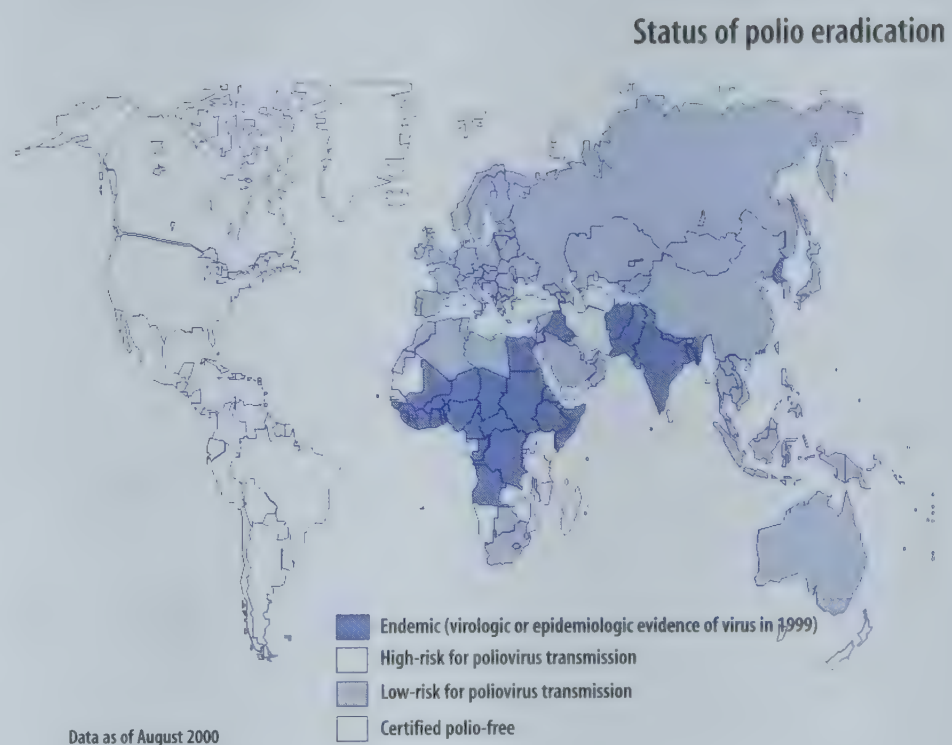 Status of polio eradication
Endemic (virologic or epidemiologic evidence of virus in 1999)
High-risk for poliovirus transmission
Low-risk for poliovirus transmission
Certified polio-free
Data as of August 2000